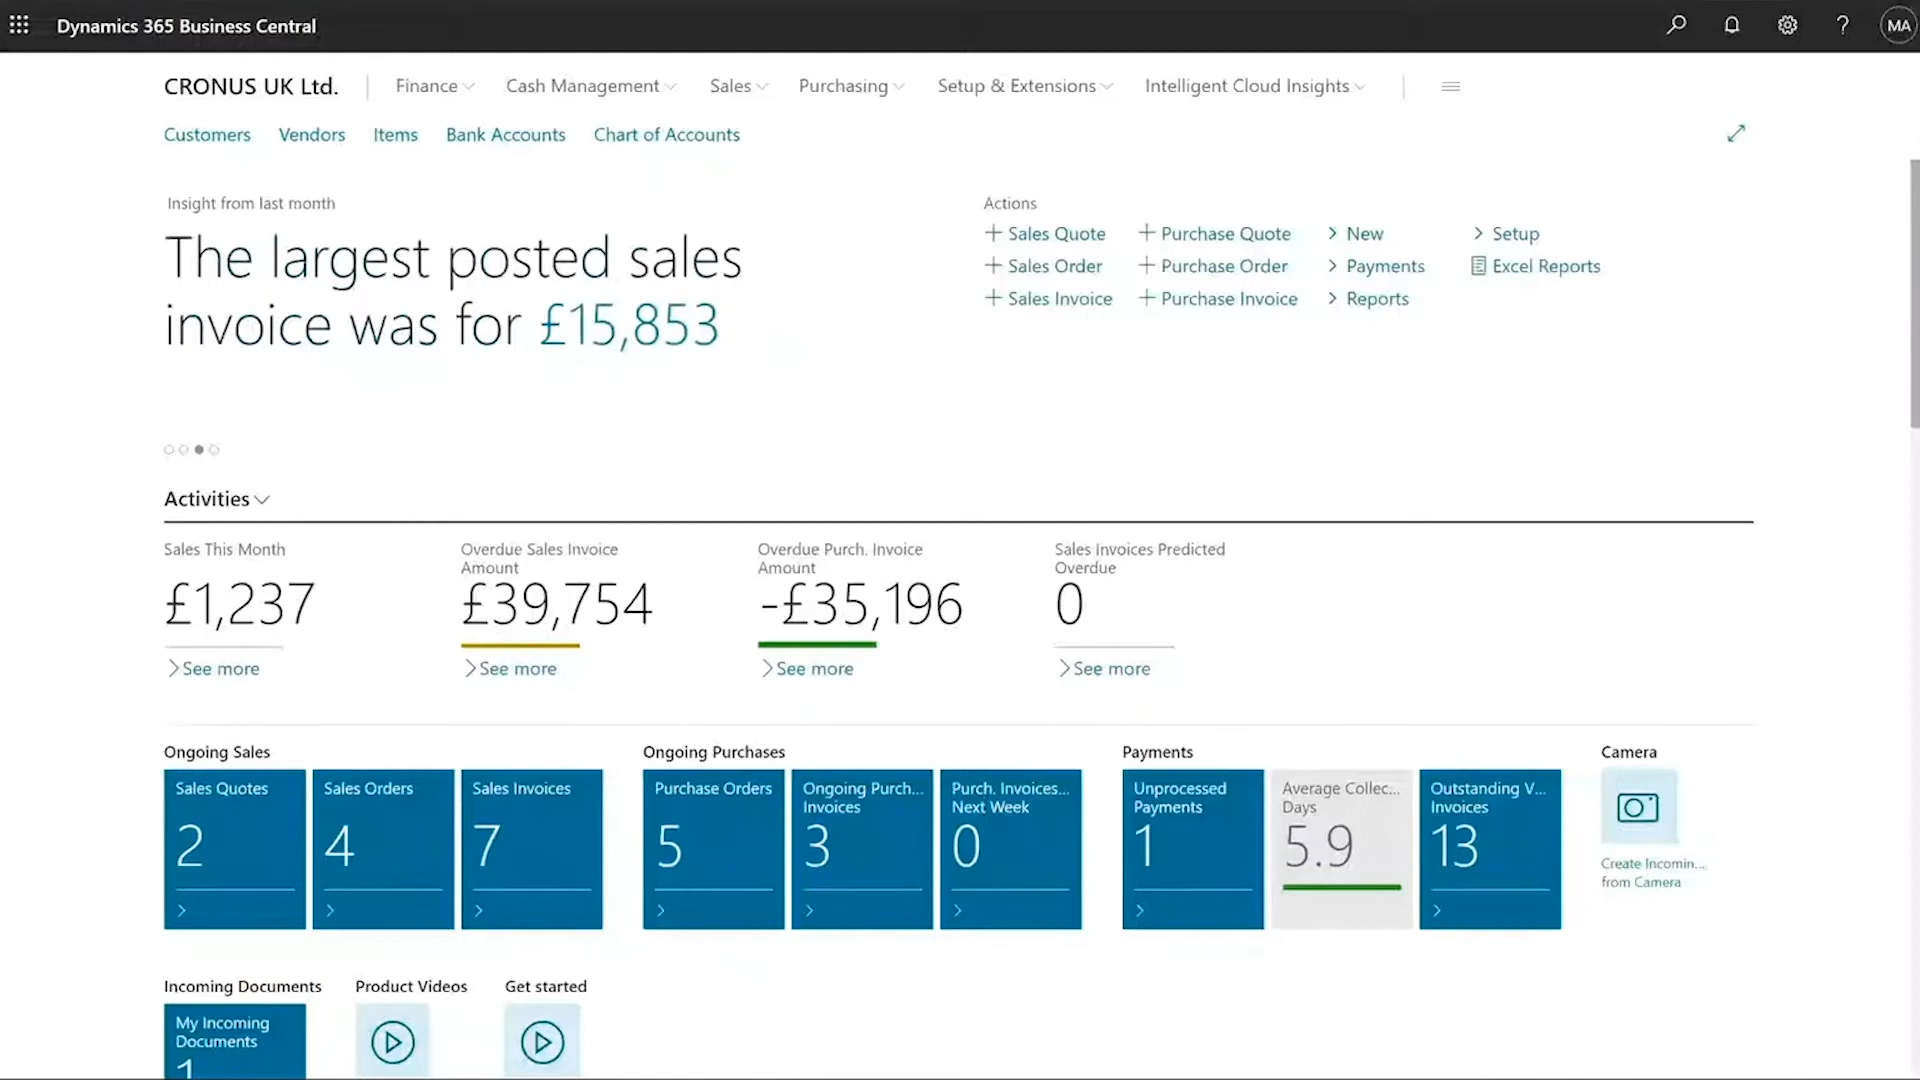 Dynamics 365 Business Central
?
MA
CRONUS UK Ltd.
Finance
Cash Management
Sales
Purchasing
Setup & Extensions
Intelligent Cloud Insights
Customers
Vendors
Items
Bank Accounts
Chart of Accounts
Insight from last month
The largest posted sales
invoice was for £15,853
Actions
+ Sales Quote
+ Purchase Quote
> New
> Setup
+ Sales Order
+ Purchase Order
> Payments
Excel Reports
+ Sales Invoice
+ Purchase Invoice
> Reports
Activities
Sales This Month
£1,237
> See more
Overdue Sales Invoice
Amount
£39,754
> See more
Overdue Purch. Invoice
Amount
-£35,196
> See more
Sales Invoices Predicted
Overdue
0
> See more
Ongoing Sales
Sales Quotes
2
Sales Orders
4
Sales Invoices
7
Ongoing Purchases
Purchase Orders
5
Ongoing Purch...
Invoices
3
Purch. Invoices...
Next Week
0
Payments
Unprocessed
Payments
1
Average Collec...
Days
5.9
Outstanding V...
Invoices
13
Camera
Create Incomin...
from Camera
Incoming Documents
My Incoming
Documents
1
Product Videos
Get started